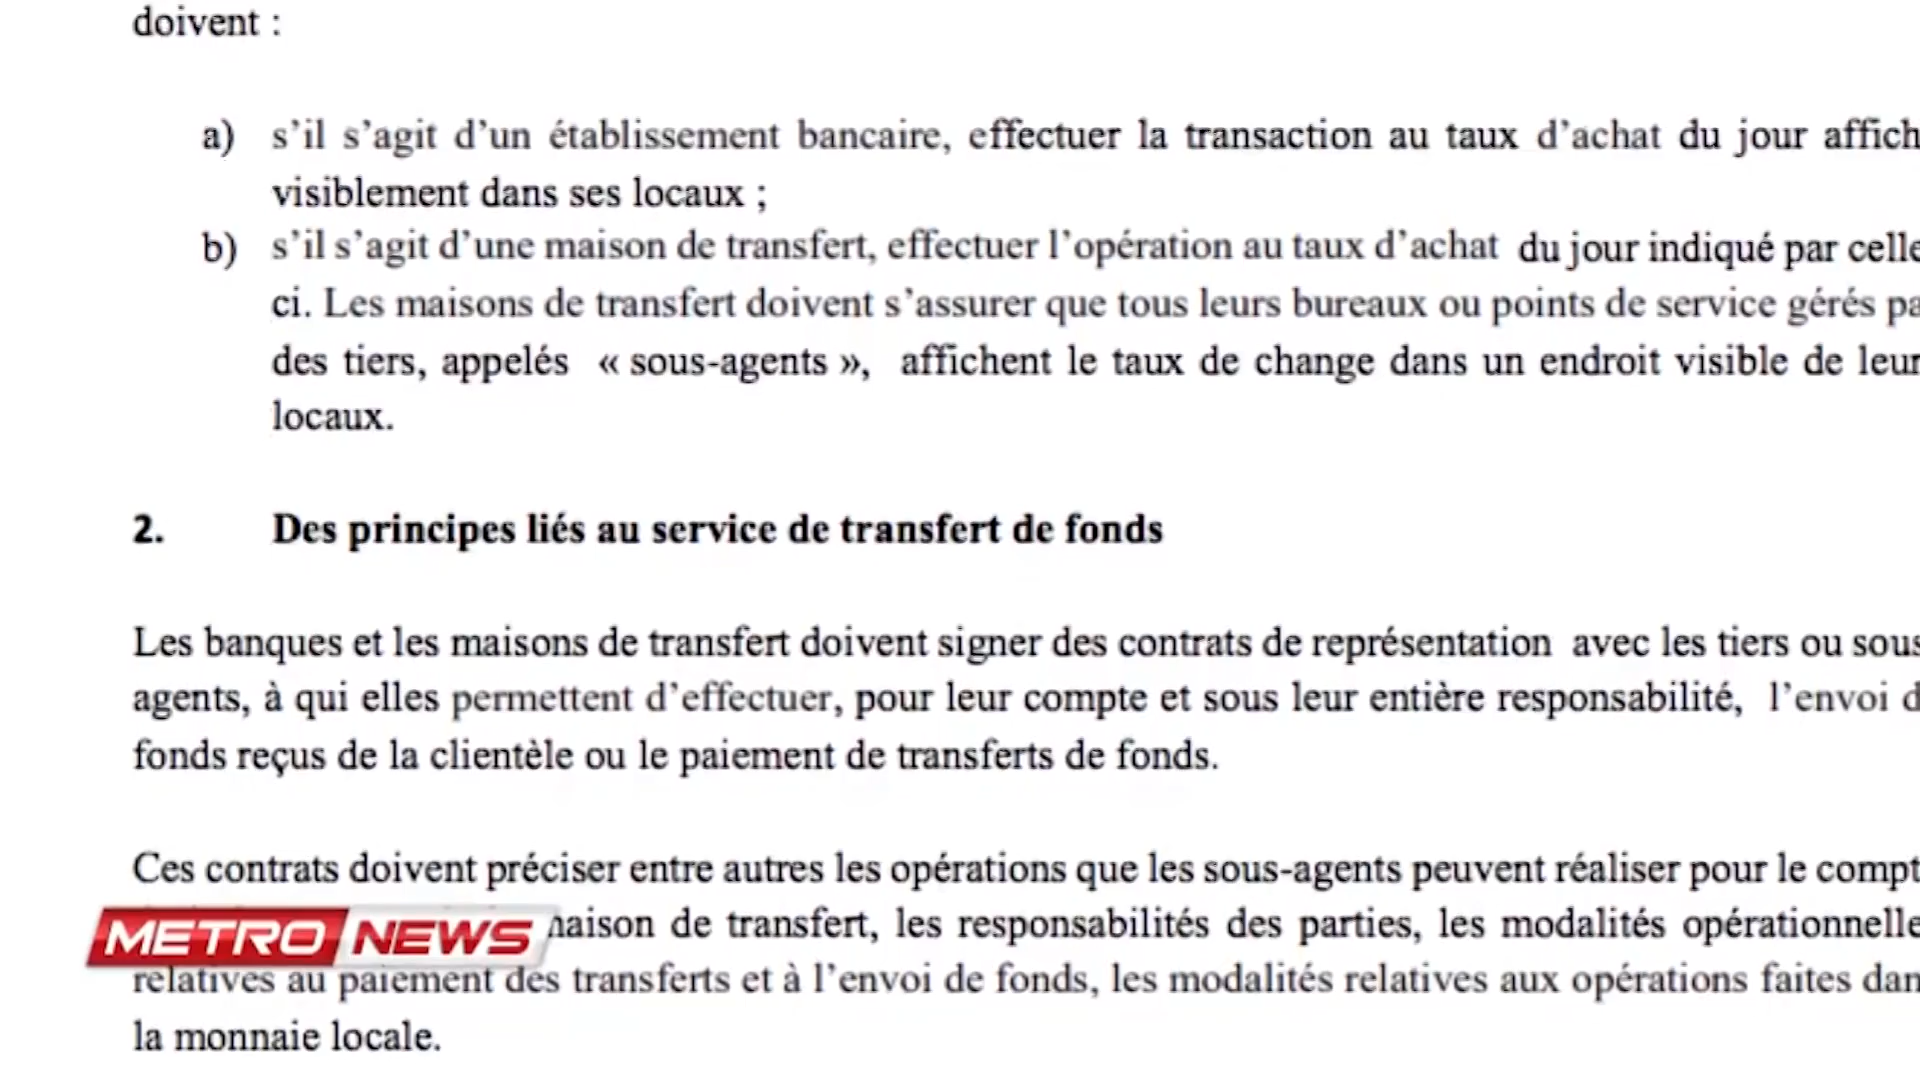 doivent :
a) s’il s’agit d’un établissement bancaire, effectuer la transaction au taux d’achat du jour affich
visiblement dans ses locaux ;
b) s’il s’agit d’une maison de transfert, effectuer l’opération au taux d’achat du jour indiqué par celle
ci. Les maisons de transfert doivent s’assurer que tous leurs bureaux ou points de service gérés pa
des tiers, appelés « sous-agents », affichent le taux de change dans un endroit visible de leur
locaux.
2. Des principes liés au service de transfert de fonds
Les banques et les maisons de transfert doivent signer des contrats de représentation avec les tiers ou sous
agents, à qui elles permettent d’effectuer, pour leur compte et sous leur entière responsabilité, l’envoi d
fonds reçus de la clientèle ou le paiement de transferts de fonds.
Ces contrats doivent préciser entre autres les opérations que les sous-agents peuvent réaliser pour le compt
maison de transfert, les responsabilités des parties, les modalités opérationnelle
METRO NEWS
relatives au paiement des transferts et à l’envoi de fonds, les modalités relatives aux opérations faites dan
la monnaie locale.